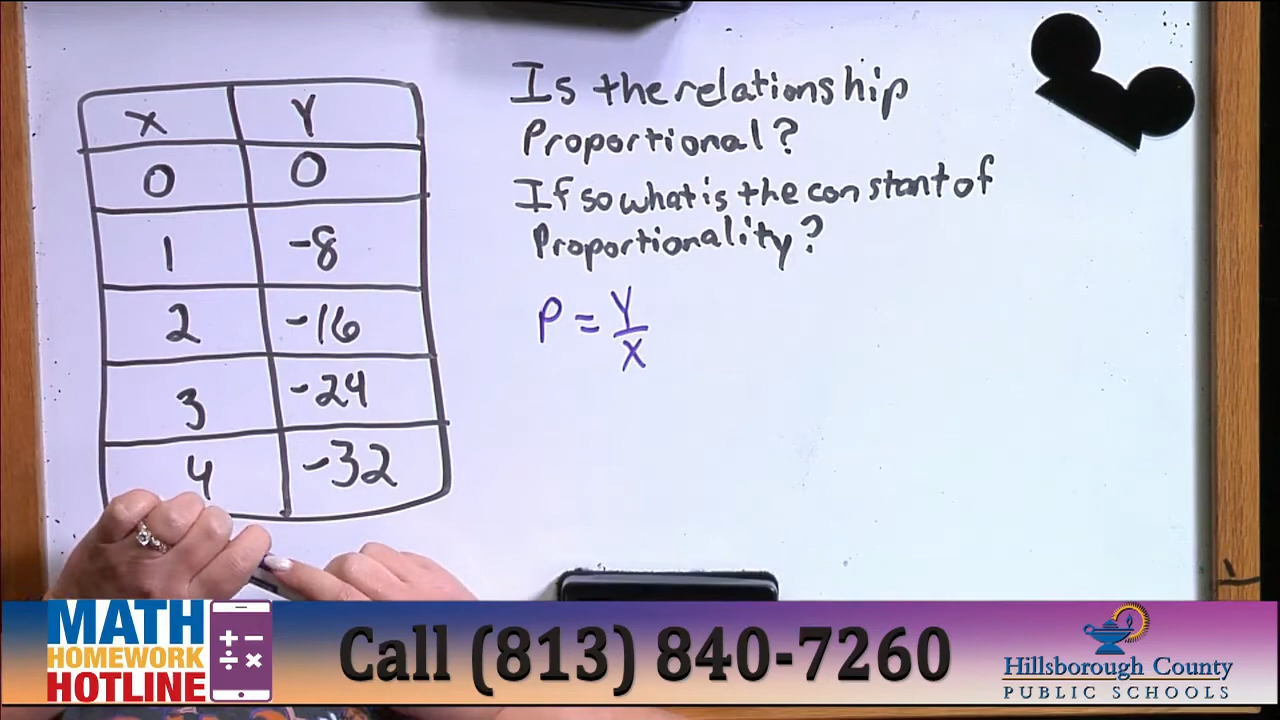 X Y
0 0
1 -8
2 -16
3 -24
4 -32
Is the relationship
Proportional?
If so what is the constant of
Proportionality?
P = Y/X
MATH
HOMEWORK
HOTLINE
+ −
÷ ×
Call (813) 840-7260
Hillsborough County
PUBLIC SCHOOLS